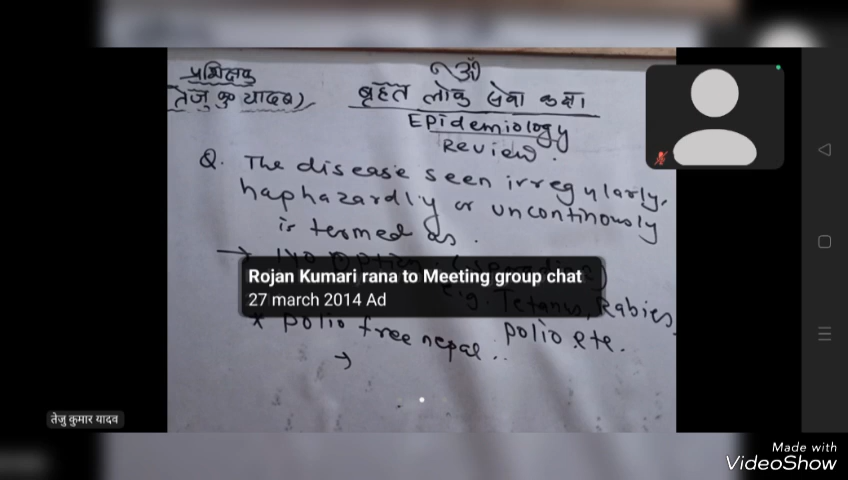 प्रशिक्षक
तेजु कु यादव)
ॐ
बृहत लोक सेवा कक्षा
Epidemiology
Review.
Q. The disease seen irregularly,
haphazardly or uncontinously
is termed as.
→
Rojan Kumari rana to Meeting group chat
27 march 2014 Ad
e.g. Tetanus, Rabies,
polio ete.
* polio free nepal..
→
तेजु कुमार यादव
Made with
VideoShow